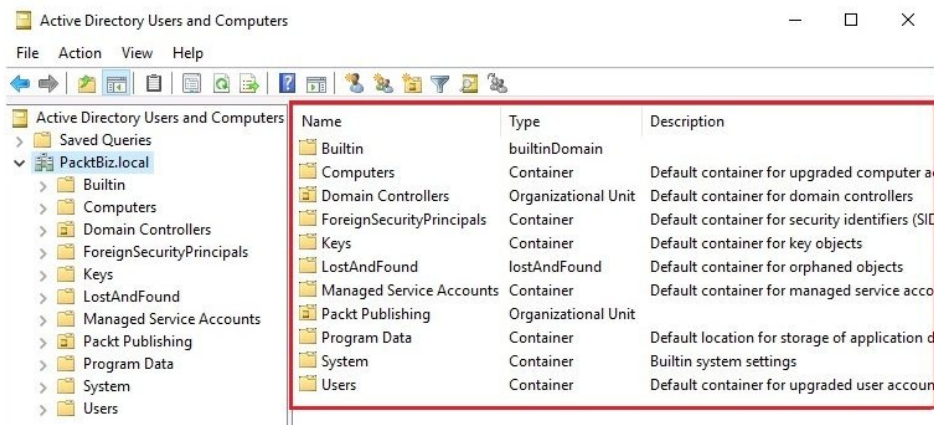 Active Directory Users and Computers
File Action View Help
Active Directory Users and Computers
Saved Queries
PacktBiz.local
Builtin
Computers
Domain Controllers
ForeignSecurityPrincipals
Keys
LostAndFound
Managed Service Accounts
Packt Publishing
Program Data
System
Users
Name Type Description
Builtin builtinDomain
Computers Container Default container for upgraded computer a
Domain Controllers Organizational Unit Default container for domain controllers
ForeignSecurityPrincipals Container Default container for security identifiers (SID
Keys Container Default container for key objects
LostAndFound lostAndFound Default container for orphaned objects
Managed Service Accounts Container Default container for managed service acco
Packt Publishing Organizational Unit
Program Data Container Default location for storage of application d
System Container Builtin system settings
Users Container Default container for upgraded user accoun